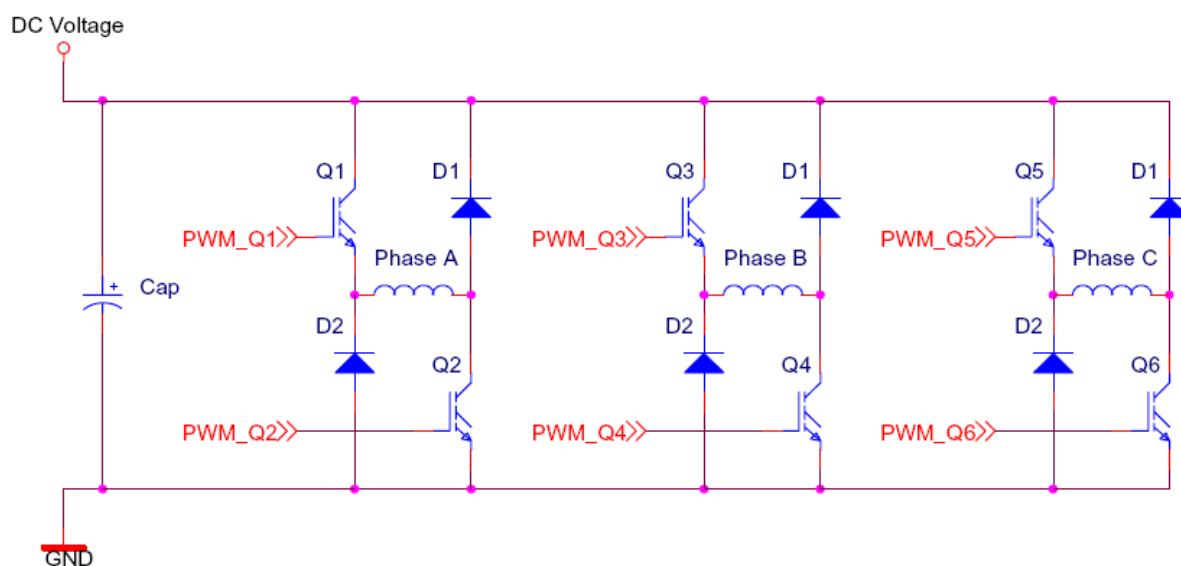 DC Voltage
Q1
D1
Q3
D1
Q5
D1
PWM_Q1
PWM_Q3
PWM_Q5
Phase A
Phase B
Phase C
+
Cap
D2
D2
D2
Q2
Q4
Q6
PWM_Q2
PWM_Q4
PWM_Q6
GND